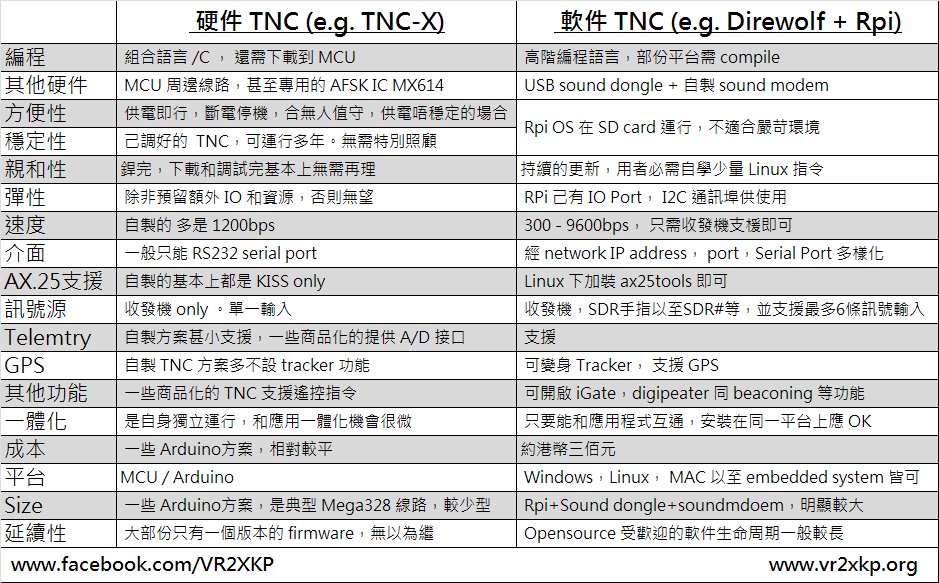 硬件 TNC (e.g. TNC-X) 軟件 TNC (e.g. Direwolf + Rpi)
編程 組合語言 /C ， 還需下載到 MCU 高階編程語言，部份平台需 compile
其他硬件 MCU 周邊線路，甚至專用的 AFSK IC MX614 USB sound dongle + 自製 sound modem
方便性 供電即行，斷電停機，合無人值守，供電唔穩定的場合
Rpi OS 在 SD card 運行，不適合嚴苛環境
穩定性 己調好的 TNC，可運行多年。無需特別照顧
親和性 銲完，下載和調試完基本上無需再理 持續的更新，用者必需自學少量 Linux 指令
彈性 除非預留額外 IO 和資源，否則無望 RPi 己有 IO Port， I2C 通訊埠供使用
速度 自製的 多是 1200bps 300 - 9600bps， 只需收發機支援即可
介面 一般只能 RS232 serial port 經 network IP address， port，Serial Port 多樣化
AX.25支援 自製的基本上都是 KISS only Linux 下加裝 ax25tools 即可
訊號源 收發機 only 。單一輸入 收發機，SDR手指以至SDR#等，並支援最多6條訊號輸入
Telemtry 自製方案甚小支援，一些商品化的提供 A/D 接口 支援
GPS 自製 TNC 方案多不設 tracker 功能 可變身 Tracker， 支援 GPS
其他功能 一些商品化的 TNC 支援遙控指令 可開啟 iGate，digipeater 同 beaconing 等功能
一體化 是自身獨立運行，和應用一體化機會很微 只要能和應用程式互通，安裝在同一平台上應 OK
成本 一些 Arduino方案，相對較平 約港幣三佰元
平台 MCU / Arduino Windows，Linux， MAC 以至 embedded system 皆可
Size 一些 Arduino方案，是典型 Mega328 線路，較少型 Rpi+Sound dongle+soundmdoem，明顯較大
延續性 大部份只有一個版本的 firmware，無以為繼 Opensource 受歡迎的軟件生命周期一般較長
www.facebook.com/VR2XKP www.vr2xkp.org